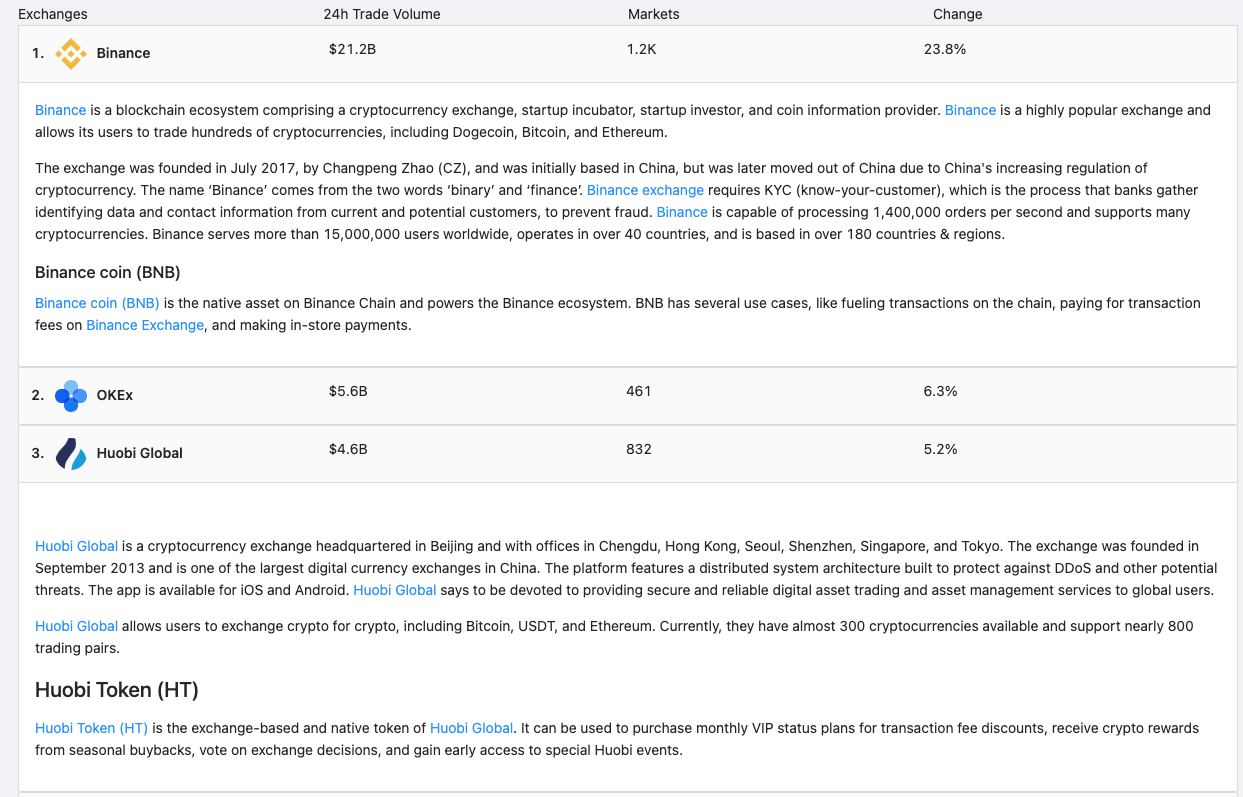 Exchanges 24h Trade Volume Markets Change
1. Binance $21.2B 1.2K 23.8%
Binance is a blockchain ecosystem comprising a cryptocurrency exchange, startup incubator, startup investor, and coin information provider. Binance is a highly popular exchange and
allows its users to trade hundreds of cryptocurrencies, including Dogecoin, Bitcoin, and Ethereum.
The exchange was founded in July 2017, by Changpeng Zhao (CZ), and was initially based in China, but was later moved out of China due to China's increasing regulation of
cryptocurrency. The name ‘Binance’ comes from the two words ‘binary’ and ‘finance’. Binance exchange requires KYC (know-your-customer), which is the process that banks gather
identifying data and contact information from current and potential customers, to prevent fraud. Binance is capable of processing 1,400,000 orders per second and supports many
cryptocurrencies. Binance serves more than 15,000,000 users worldwide, operates in over 40 countries, and is based in over 180 countries & regions.
Binance coin (BNB)
Binance coin (BNB) is the native asset on Binance Chain and powers the Binance ecosystem. BNB has several use cases, like fueling transactions on the chain, paying for transaction
fees on Binance Exchange, and making in-store payments.
2. OKEx $5.6B 461 6.3%
3. Huobi Global $4.6B 832 5.2%
Huobi Global is a cryptocurrency exchange headquartered in Beijing and with offices in Chengdu, Hong Kong, Seoul, Shenzhen, Singapore, and Tokyo. The exchange was founded in
September 2013 and is one of the largest digital currency exchanges in China. The platform features a distributed system architecture built to protect against DDoS and other potential
threats. The app is available for iOS and Android. Huobi Global says to be devoted to providing secure and reliable digital asset trading and asset management services to global users.
Huobi Global allows users to exchange crypto for crypto, including Bitcoin, USDT, and Ethereum. Currently, they have almost 300 cryptocurrencies available and support nearly 800
trading pairs.
Huobi Token (HT)
Huobi Token (HT) is the exchange-based and native token of Huobi Global. It can be used to purchase monthly VIP status plans for transaction fee discounts, receive crypto rewards
from seasonal buybacks, vote on exchange decisions, and gain early access to special Huobi events.